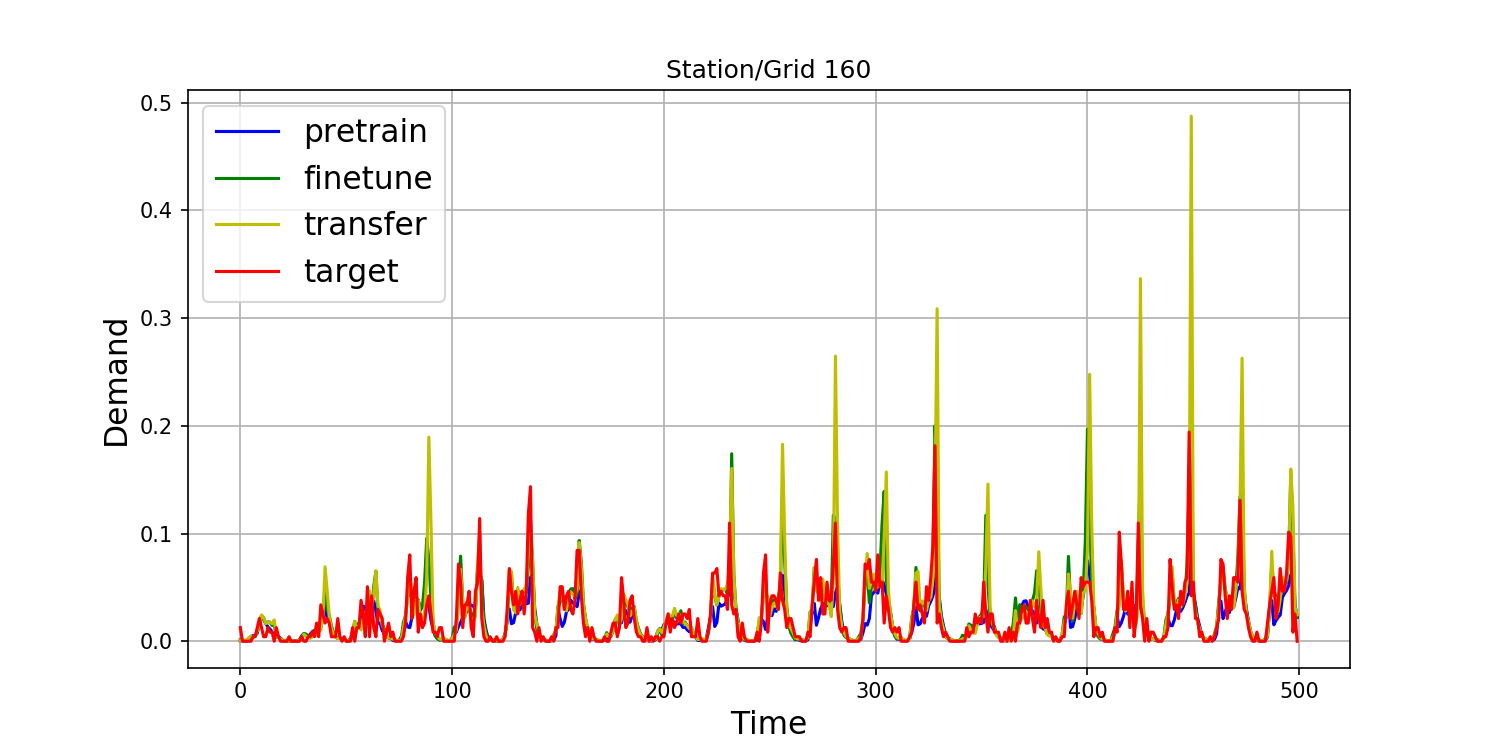 Station/Grid 160
0.5
0.4
0.3
0.2
0.1
0.0
Demand
pretrain
finetune
transfer
target
0 100 200 300 400 500
Time